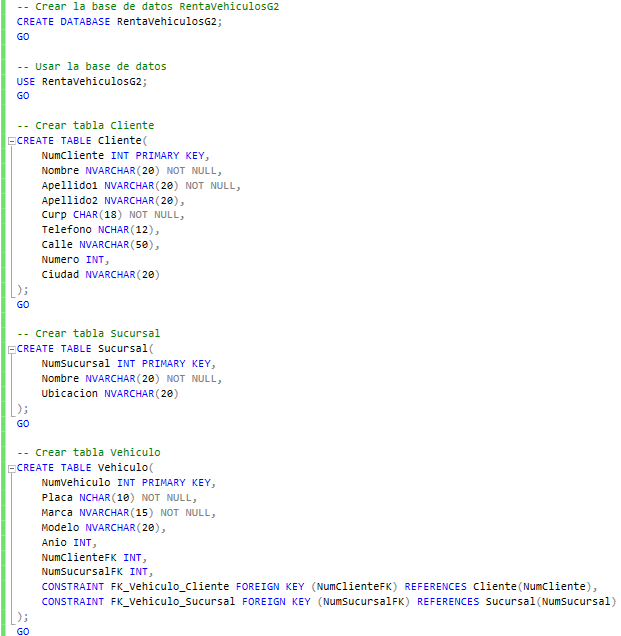 -- Crear la base de datos RentaVehiculosG2
CREATE DATABASE RentaVehiculosG2;
GO
-- Usar la base de datos
USE RentaVehiculosG2;
GO
-- Crear tabla Cliente
CREATE TABLE Cliente(
NumCliente INT PRIMARY KEY,
Nombre NVARCHAR(20) NOT NULL,
Apellido1 NVARCHAR(20) NOT NULL,
Apellido2 NVARCHAR(20),
Curp CHAR(18) NOT NULL,
Telefono NCHAR(12),
Calle NVARCHAR(50),
Numero INT,
Ciudad NVARCHAR(20)
);
GO
-- Crear tabla Sucursal
CREATE TABLE Sucursal(
NumSucursal INT PRIMARY KEY,
Nombre NVARCHAR(20) NOT NULL,
Ubicacion NVARCHAR(20)
);
GO
-- Crear tabla Vehiculo
CREATE TABLE Vehiculo(
NumVehiculo INT PRIMARY KEY,
Placa NCHAR(10) NOT NULL,
Marca NVARCHAR(15) NOT NULL,
Modelo NVARCHAR(20),
Anio INT,
NumClienteFK INT,
NumSucursalFK INT,
CONSTRAINT FK_Vehiculo_Cliente FOREIGN KEY (NumClienteFK) REFERENCES Cliente(NumCliente),
CONSTRAINT FK_Vehiculo_Sucursal FOREIGN KEY (NumSucursalFK) REFERENCES Sucursal(NumSucursal)
);
GO